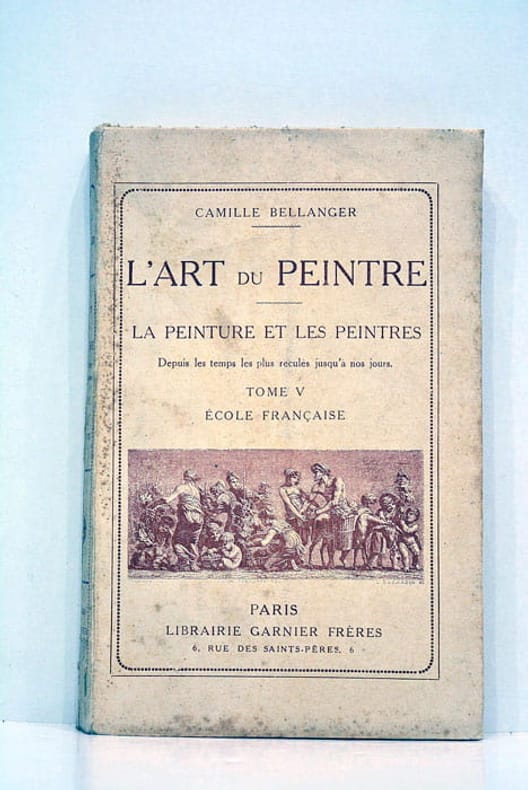 CAMILLE BELLANGER
L'ART DU PEINTRE
LA PEINTURE ET LES PEINTRES
Depuis les temps les plus reculés jusqu'a nos jours.
TOME V
ÉCOLE FRANÇAISE
PARIS
LIBRAIRIE GARNIER FRÈRES
6, RUE DES SAINTS-PÈRES, 6